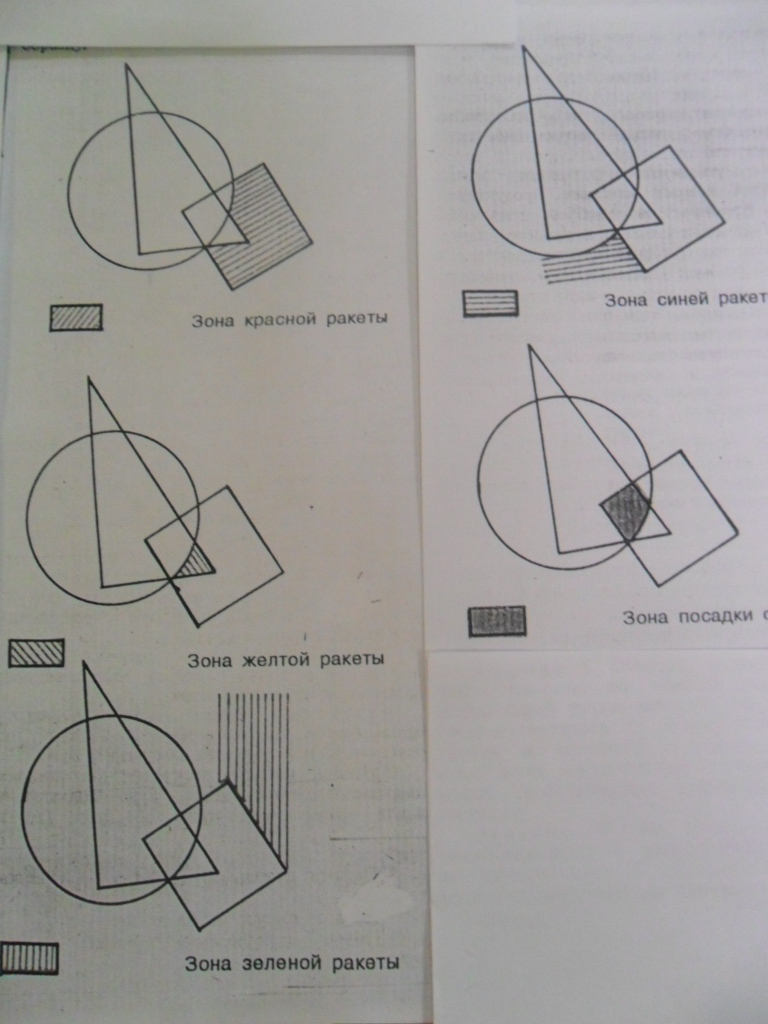 Зона красной ракеты
Зона синей ракет
Зона желтой ракеты
Зона посадки
Зона зеленой ракеты